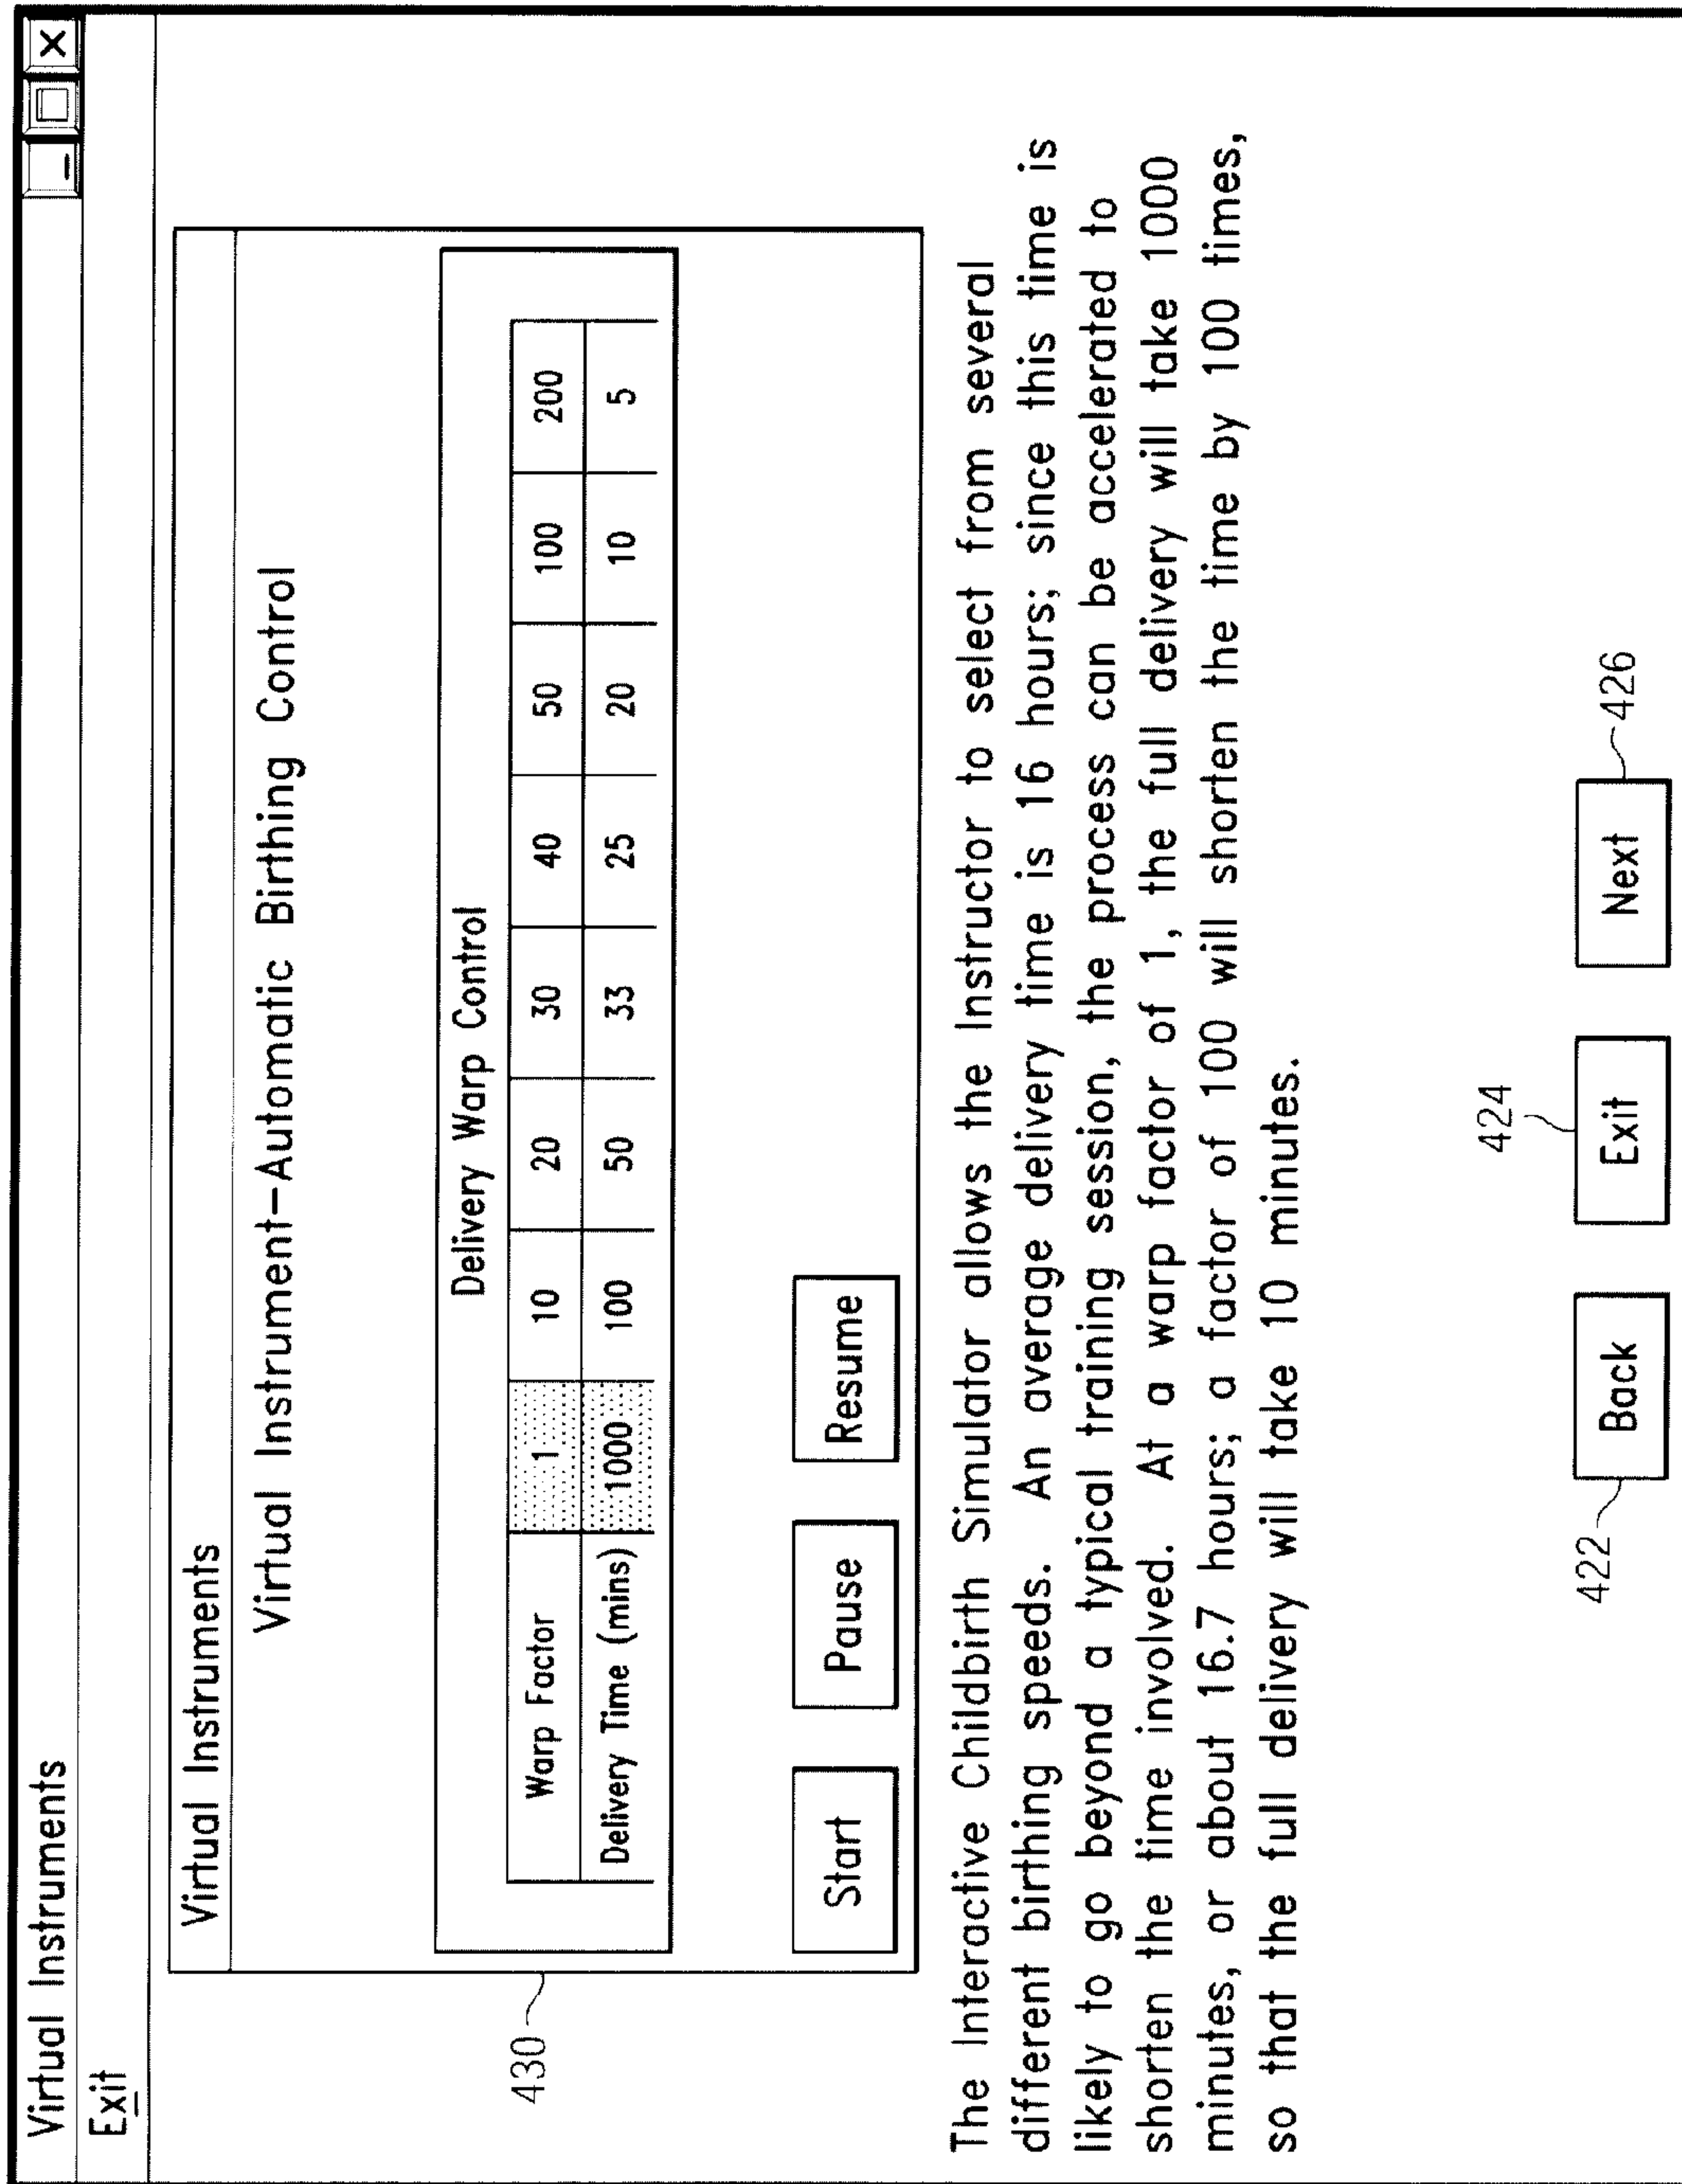 Virtual Instruments
Exit
Virtual Instruments
Virtual Instrument-Automatic Birthing Control
Delivery Warp Control
Warp Factor 1 10 20 30 40 50 100 200
Delivery Time (mins) 1000 100 50 33 25 20 10 5
430
Start Pause Resume
The Interactive Childbirth Simulator allows the Instructor to select from several
different birthing speeds. An average delivery time is 16 hours; since this time is
likely to go beyond a typical training session, the process can be accelerated to
shorten the time involved. At a warp factor of 1, the full delivery will take 1000
minutes, or about 16.7 hours; a factor of 100 will shorten the time by 100 times,
so that the full delivery will take 10 minutes.
424
422 Back Exit Next 426